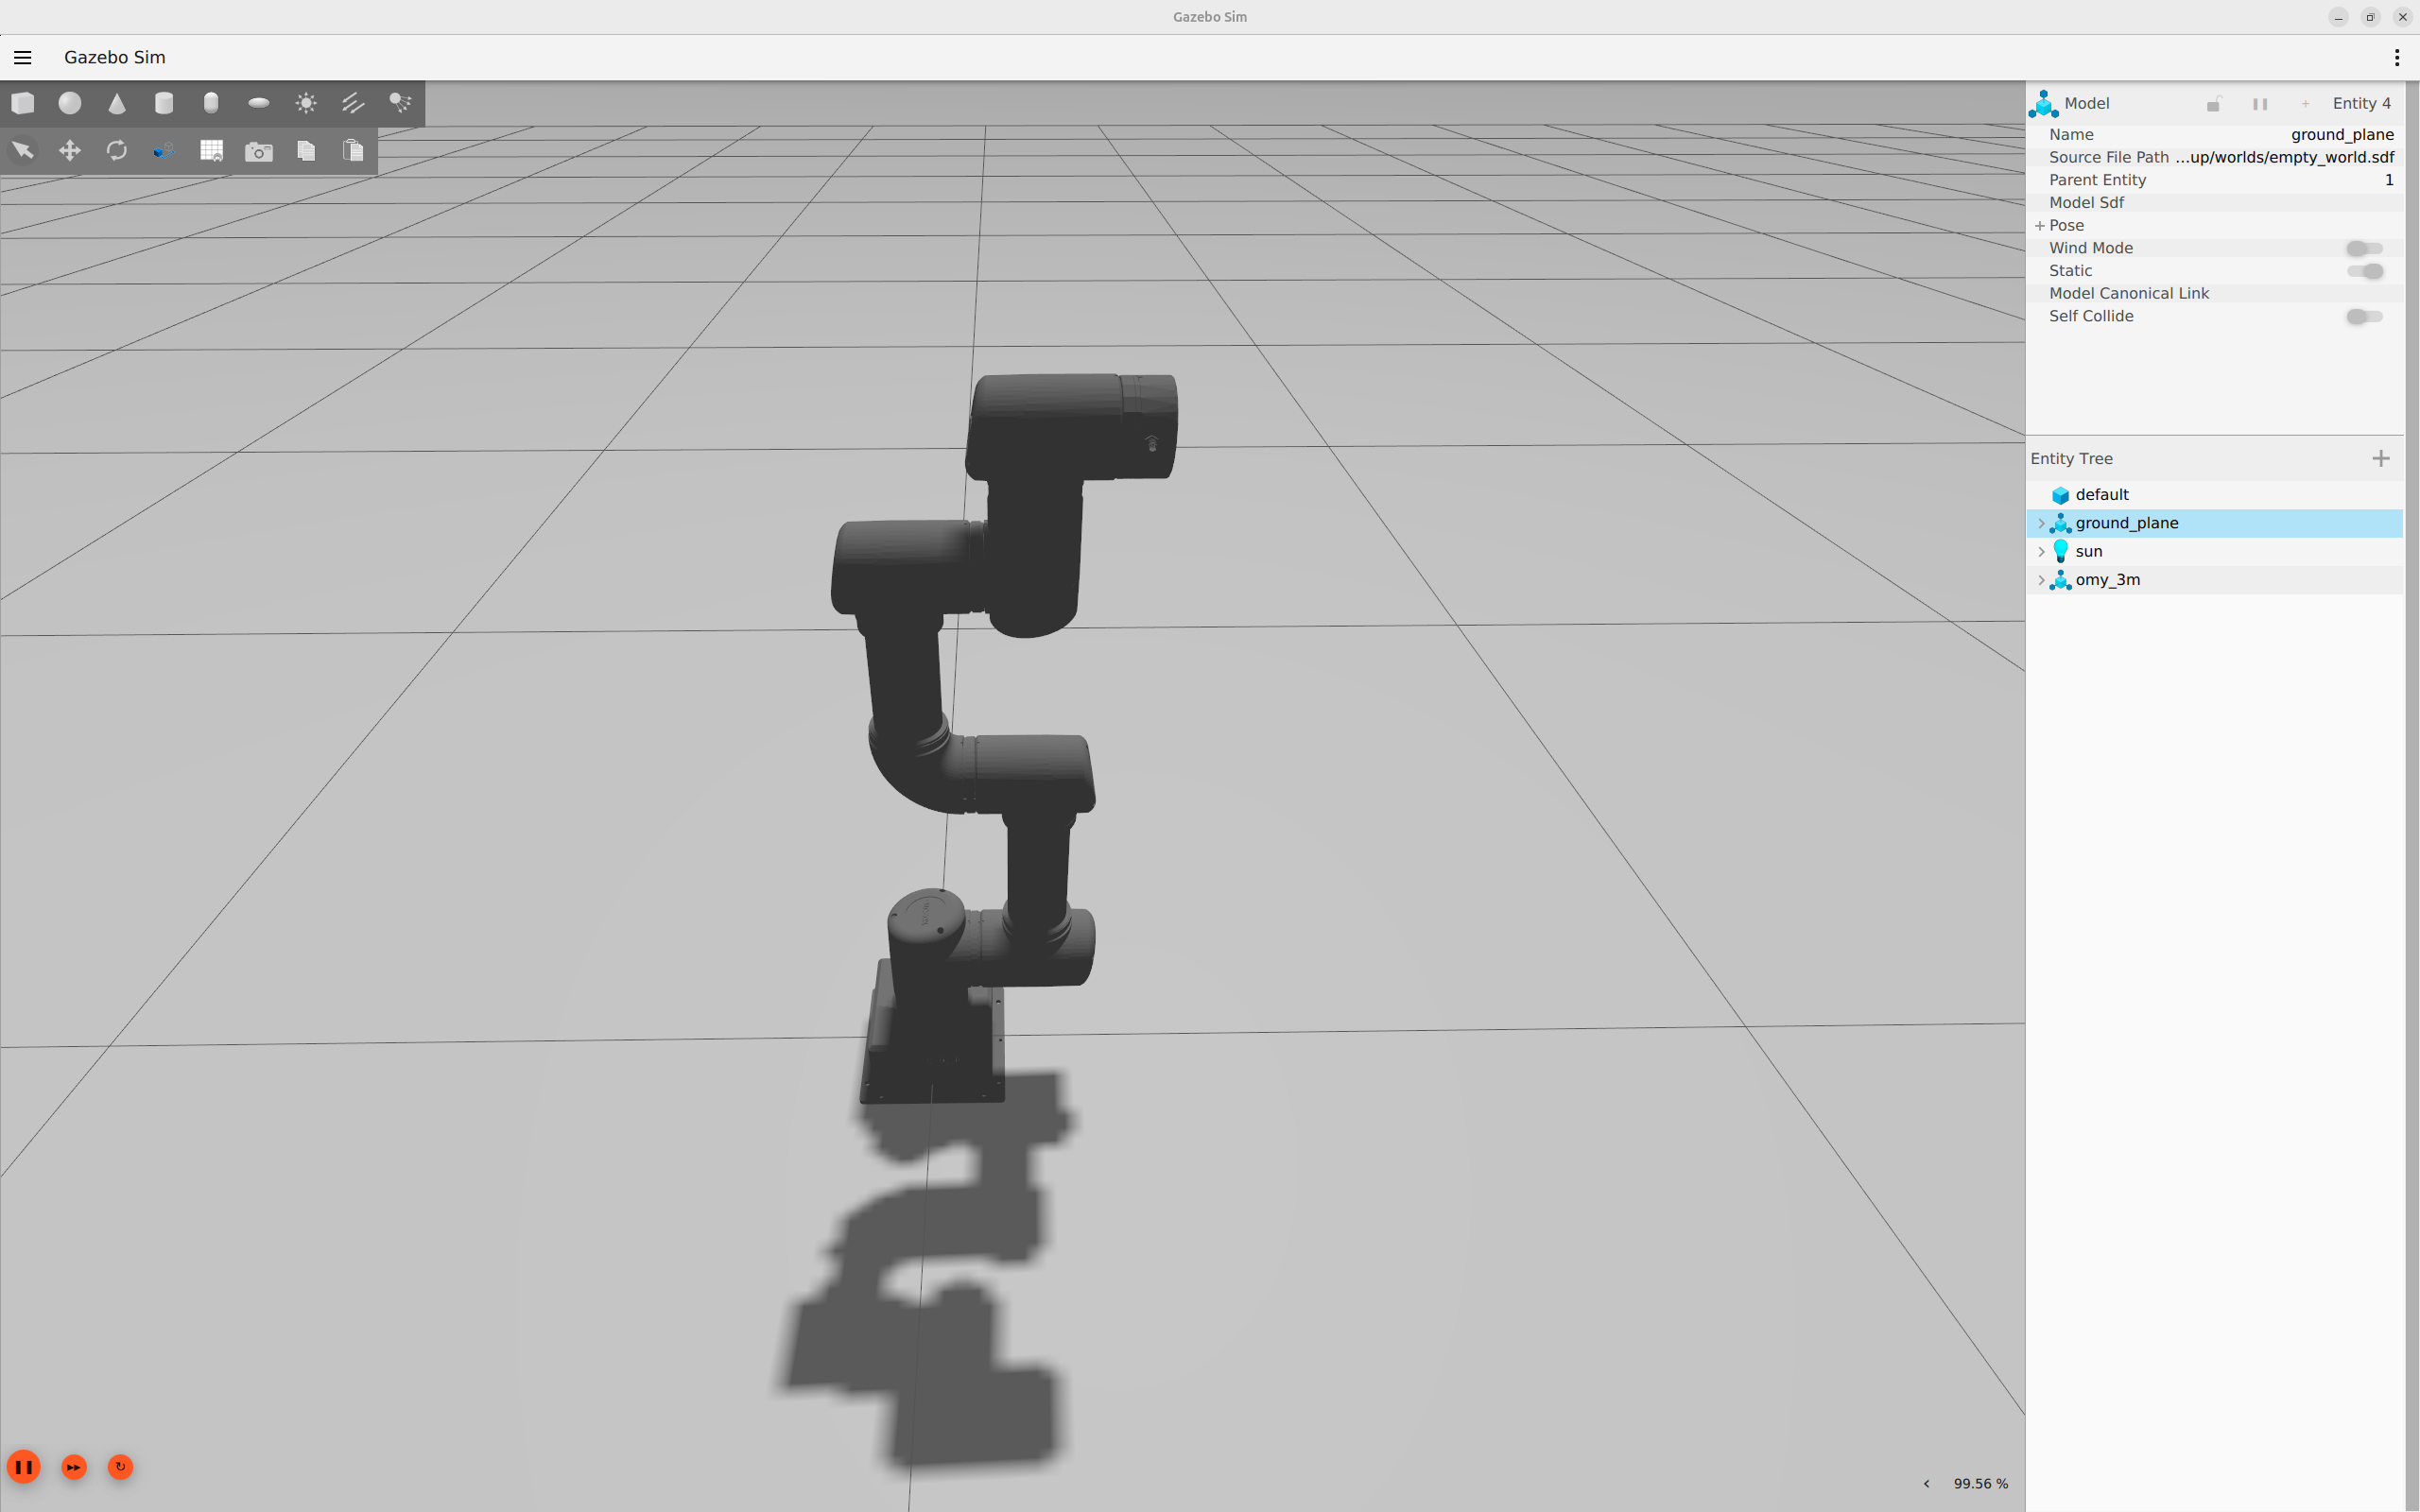 Gazebo Sim
Gazebo Sim
Model Entity 4
Name ground_plane
Source File Path ...up/worlds/empty_world.sdf
Parent Entity 1
Model Sdf
Pose
Wind Mode
Static
Model Canonical Link
Self Collide
Entity Tree
default
ground_plane
sun
omy_3m
99.56 %